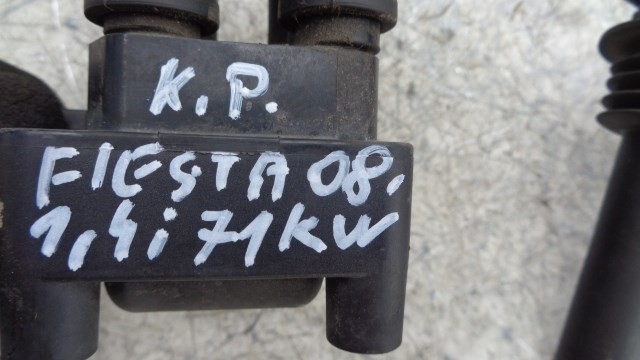 K.P.
FIESTA 08.
1,4i 71KW